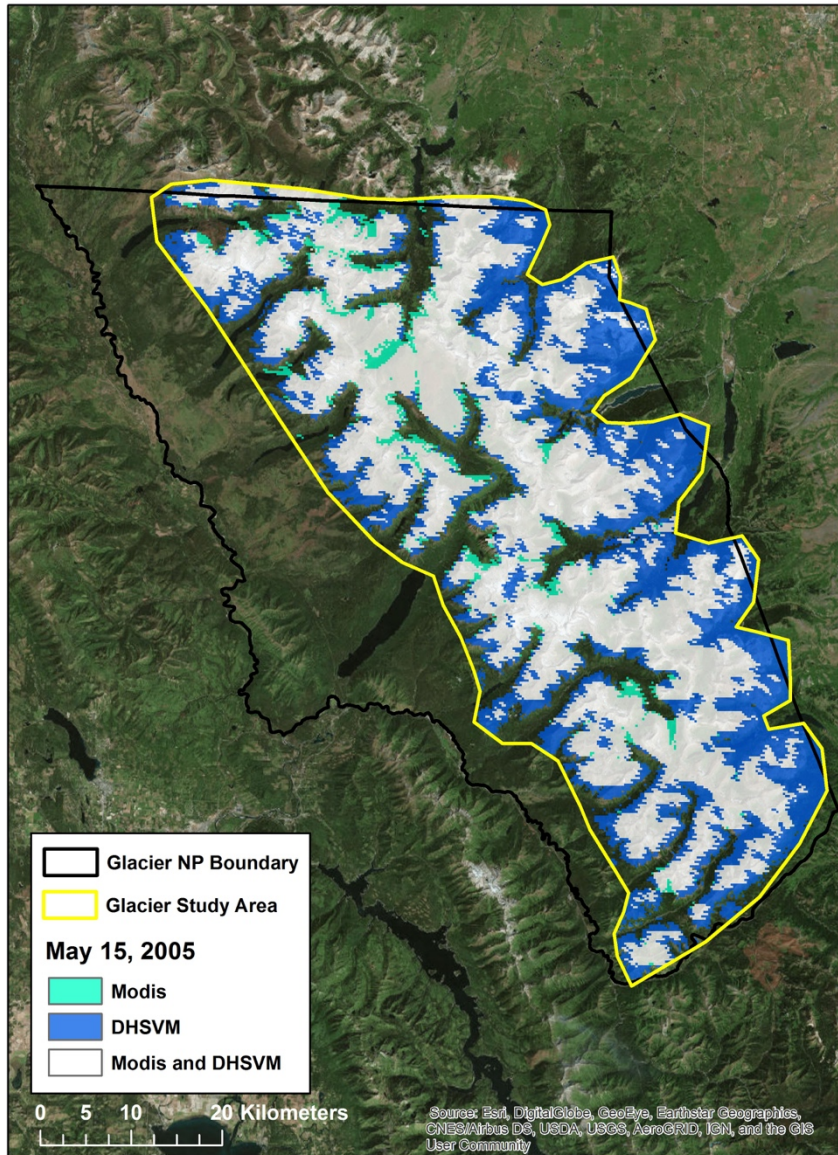 Glacier NP Boundary
Glacier Study Area
May 15, 2005
Modis
DHSVM
Modis and DHSVM
0 5 10 20 Kilometers
Source: Esri, DigitalGlobe, GeoEye, Earthstar Geographics,
CNES/Airbus DS, USDA, USGS, AeroGRID, IGN, and the GIS
User Community